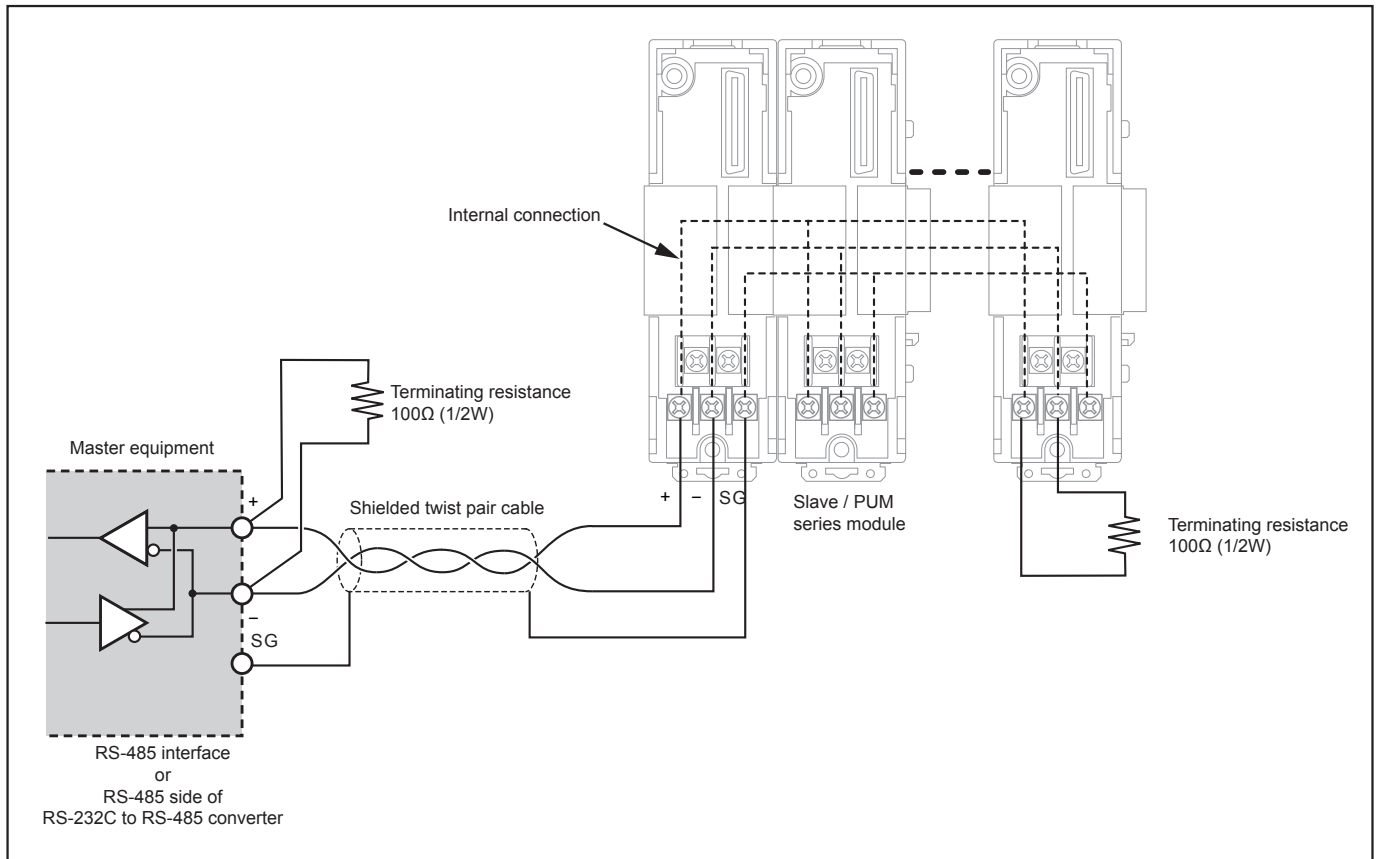 Internal connection
Terminating resistance
100Ω (1/2W)
Master equipment
+
Shielded twist pair cable
+ − SG
Slave / PUM
series module
Terminating resistance
100Ω (1/2W)
−
SG
RS-485 interface
or
RS-485 side of
RS-232C to RS-485 converter